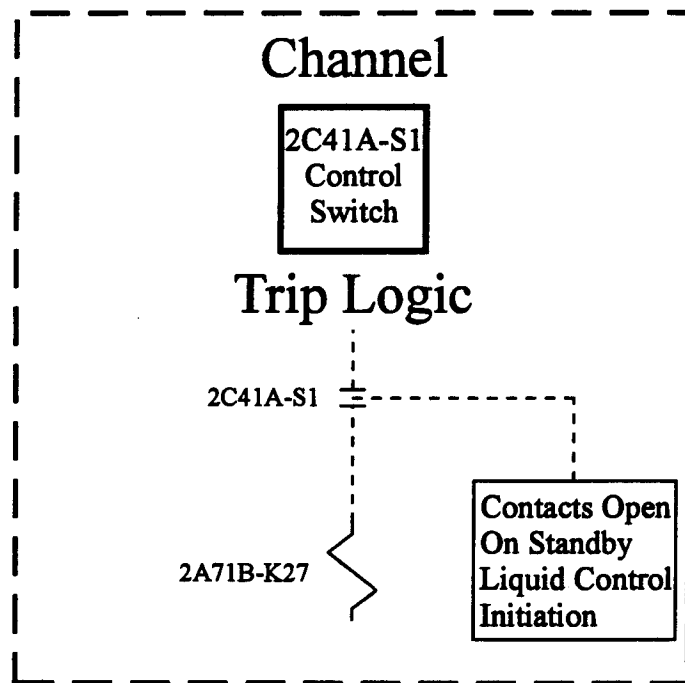 Channel
2C41A-S1
Control
Switch
Trip Logic
2C41A-S1
Contacts Open
On Standby
Liquid Control
Initiation
2A71B-K27